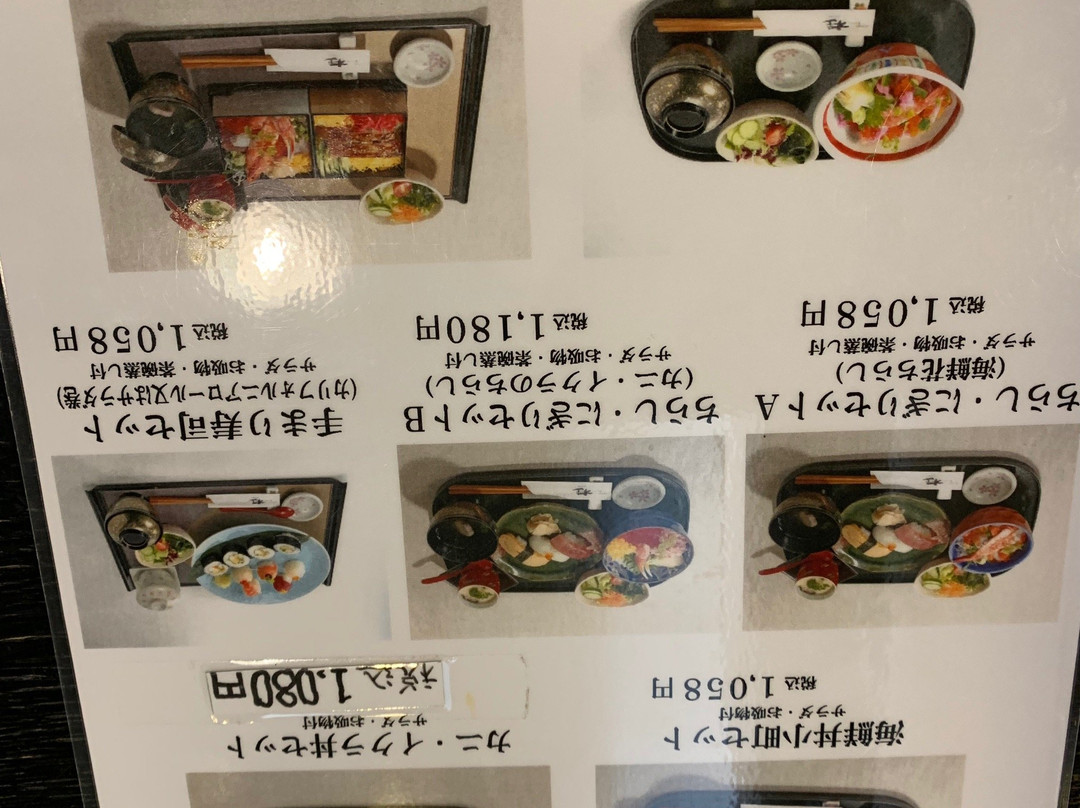 海鮮丼小町セット
サラダ・お吸物付
税込1,058円
カニ・イクラ丼セット
サラダ・お吸物付
税込1,080円
ちらし・にぎりセットA
(海鮮花ちらし)
サラダ・お吸物・茶碗蒸し付
税込1,058円
ちらし・にぎりセットB
(カニ・イクラのちらし)
サラダ・お吸物・茶碗蒸し付
税込1,180円
手まり寿司セット
(カリフォルニアロール又はサラダ巻)
サラダ・お吸物・茶碗蒸し付
税込1,058円